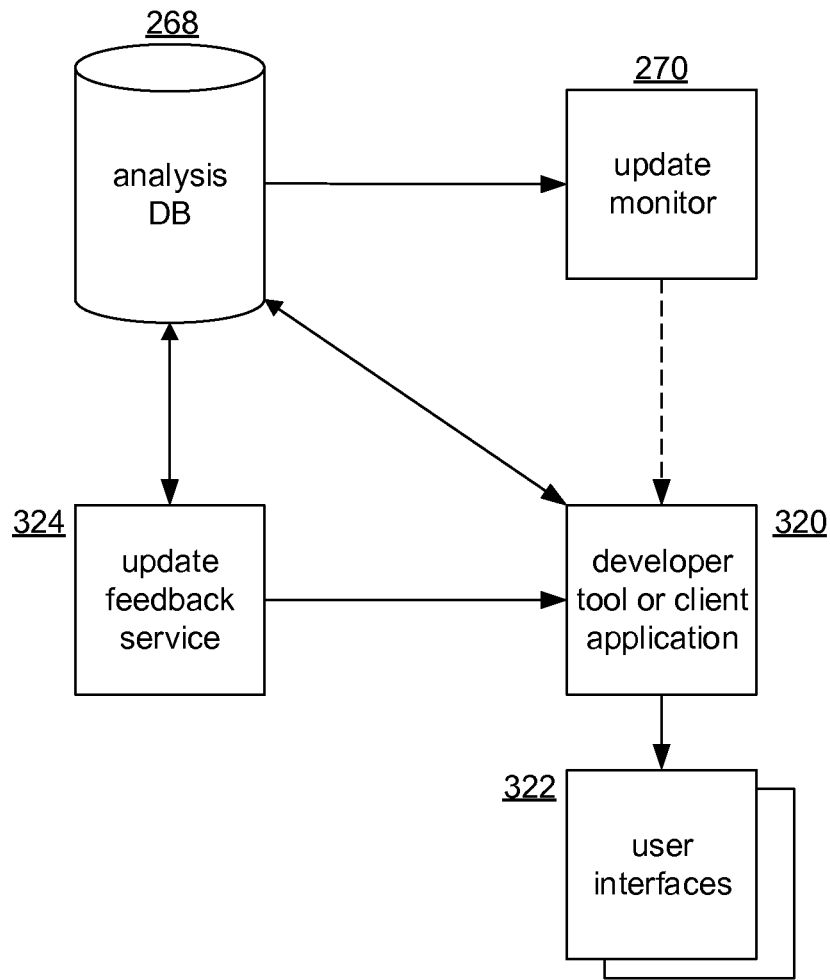 268
analysis
DB
270
update
monitor
324
update
feedback
service
320
developer
tool or client
application
322
user
interfaces